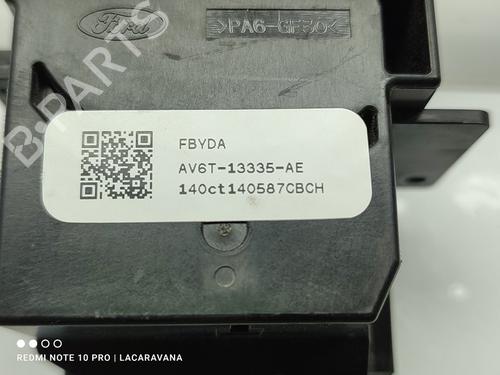 Ford
>PA6-GF30<
B-PARTS
FBYDA
AV6T-13335-AE
140ct140587CBCH
REDMI NOTE 10 PRO | LACARAVANA